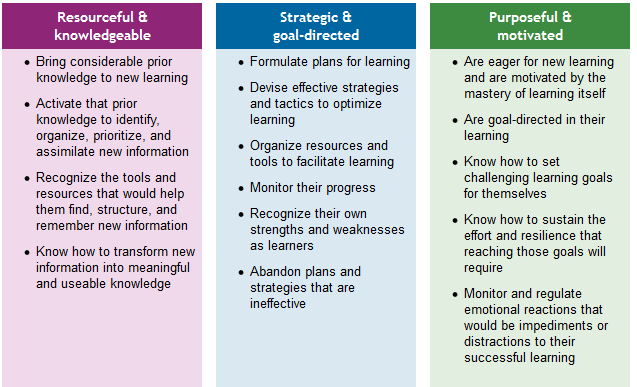 Resourceful &
knowledgeable
• Bring considerable prior
knowledge to new learning
• Activate that prior
knowledge to identify,
organize, prioritize, and
assimilate new information
• Recognize the tools and
resources that would help
them find, structure, and
remember new information
• Know how to transform new
information into meaningful
and useable knowledge
Strategic &
goal-directed
• Formulate plans for learning
• Devise effective strategies
and tactics to optimize
learning
• Organize resources and
tools to facilitate learning
• Monitor their progress
• Recognize their own
strengths and weaknesses
as learners
• Abandon plans and
strategies that are
ineffective
Purposeful &
motivated
• Are eager for new learning
and are motivated by the
mastery of learning itself
• Are goal-directed in their
learning
• Know how to set
challenging learning goals
for themselves
• Know how to sustain the
effort and resilience that
reaching those goals will
require
• Monitor and regulate
emotional reactions that
would be impediments or
distractions to their
successful learning